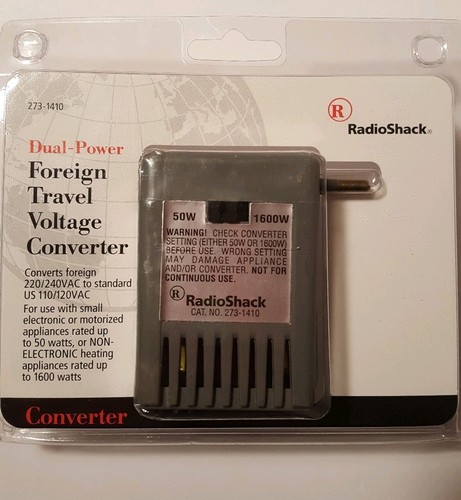 273-1410
R
RadioShack®
Dual-Power
Foreign
Travel
Voltage
Converter
Converts foreign
220/240VAC to standard
US 110/120VAC
For use with small
electronic or motorized
appliances rated up
to 50 watts, or NON-
ELECTRONIC heating
appliances rated up
to 1600 watts
Converter
50W 1600W
WARNING! CHECK CONVERTER
SETTING (EITHER 50W OR 1600W)
BEFORE USE. WRONG SETTING
MAY DAMAGE APPLIANCE
AND/OR CONVERTER. NOT FOR
CONTINUOUS USE.
R RadioShack
CAT. NO. 273-1410